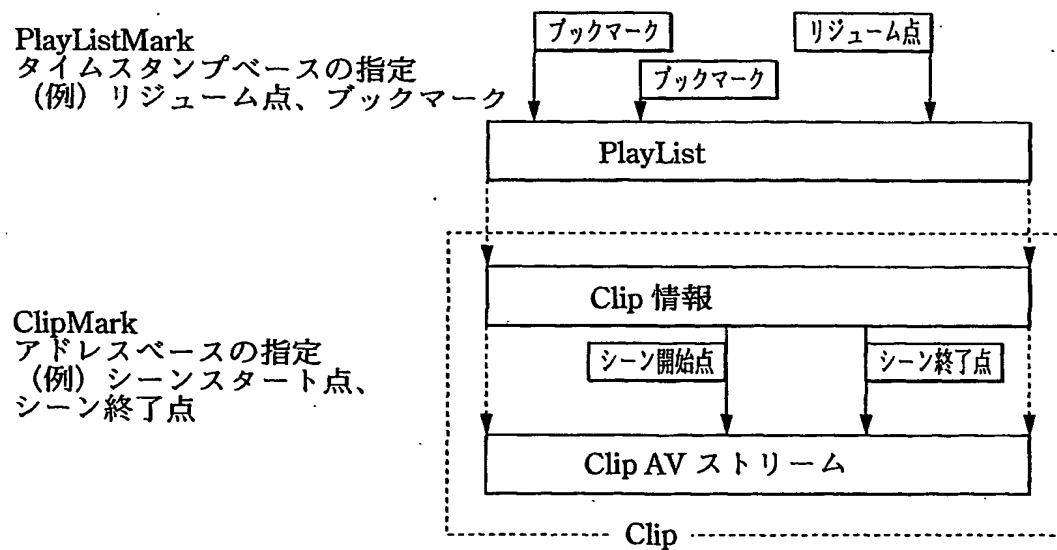 PlayListMark
タイムスタンプベースの指定
（例）リジューム点、ブックマーク
ブックマーク
リジューム点
ブックマーク
PlayList
Clip 情報
ClipMark
アドレスベースの指定
（例）シーンスタート点、
シーン終了点
シーン開始点
シーン終了点
Clip AV ストリーム
Clip